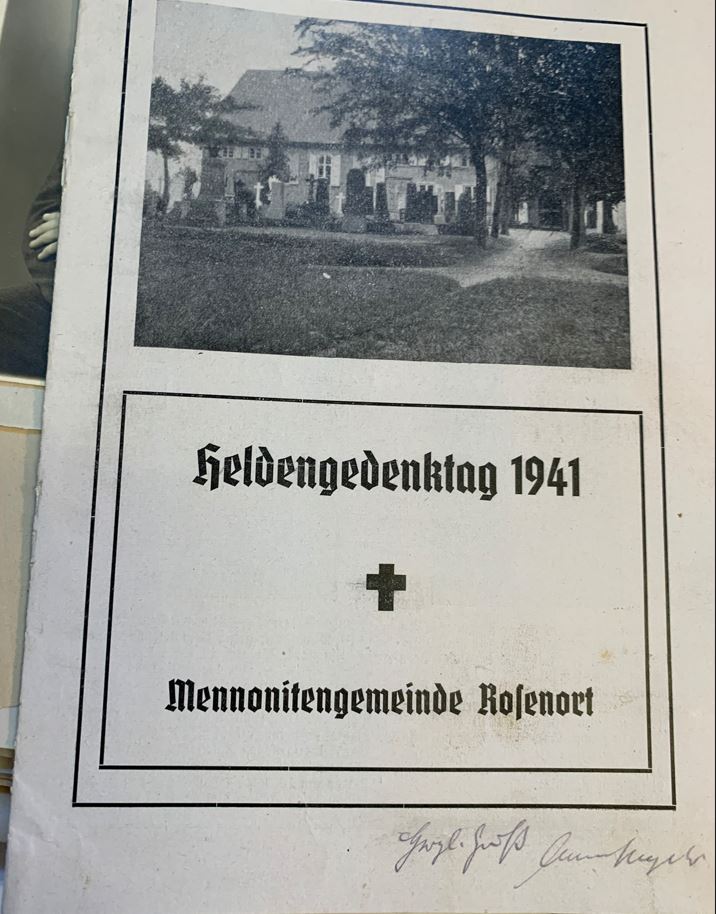 Heldengedenktag 1941
Mennonitengemeinde Rosenort
Herzl. Gruß